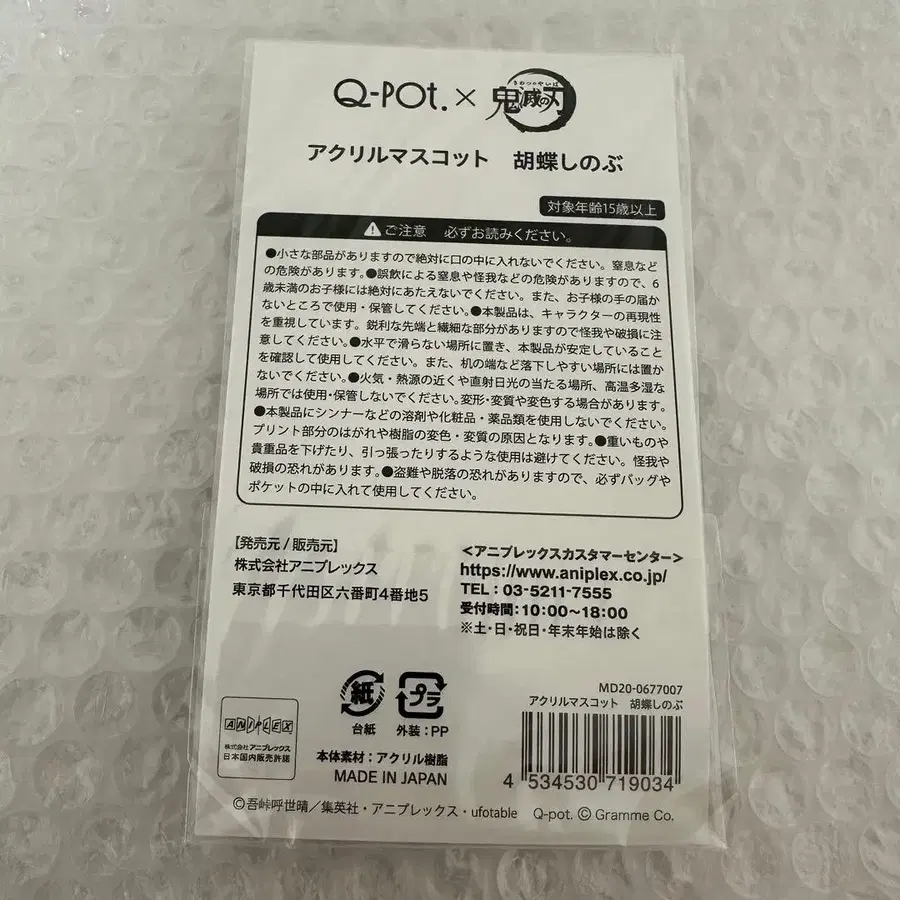 Q-POt. × 鬼滅の刃
きめつのやいば
アクリルマスコット 胡蝶しのぶ
対象年齢15歳以上
ご注意 必ずお読みください。
●小さな部品がありますので絶対に口の中に入れないでください。窒息など
の危険があります。●誤飲による窒息や怪我などの危険がありますので、6
歳未満のお子様には絶対にあたえないでください。また、お子様の手の届か
ないところで使用・保管してください。●本製品は、キャラクターの再現性
を重視しています。鋭利な先端と繊細な部分がありますので怪我や破損に注
意してください。●水平で滑らない場所に置き、本製品が安定していること
を確認して使用してください。また、机の端など落下しやすい場所には置か
ないでください。●火気・熱源の近くや直射日光の当たる場所、高温多湿な
場所では使用・保管しないでください。変形・変質や変色する場合があります。
●本製品にシンナーなどの溶剤や化粧品・薬品類を使用しないでください。
プリント部分のはがれや樹脂の変色・変質の原因となります。●重いものや
貴重品を下げたり、引っ張ったりするような使用は避けてください。怪我や
破損の恐れがあります。●盗難や脱落の恐れがありますので、必ずバッグや
ポケットの中に入れて使用してください。
【発売元/販売元】
株式会社アニプレックス
東京都千代田区六番町4番地5
<アニプレックスカスタマーセンター>
https://www.aniplex.co.jp/
TEL：03-5211-7555
受付時間：10:00〜18:00
※土・日・祝日・年末年始は除く
ANIPLEX
株式会社アニプレックス
日本国内販売許諾
紙
台紙
プラ
外装：PP
本体素材：アクリル樹脂
MADE IN JAPAN
MD20-0677007
アクリルマスコット 胡蝶しのぶ
4 534530 719034
©吾峠呼世晴／集英社・アニプレックス・ufotable Q-pot. © Gramme Co.